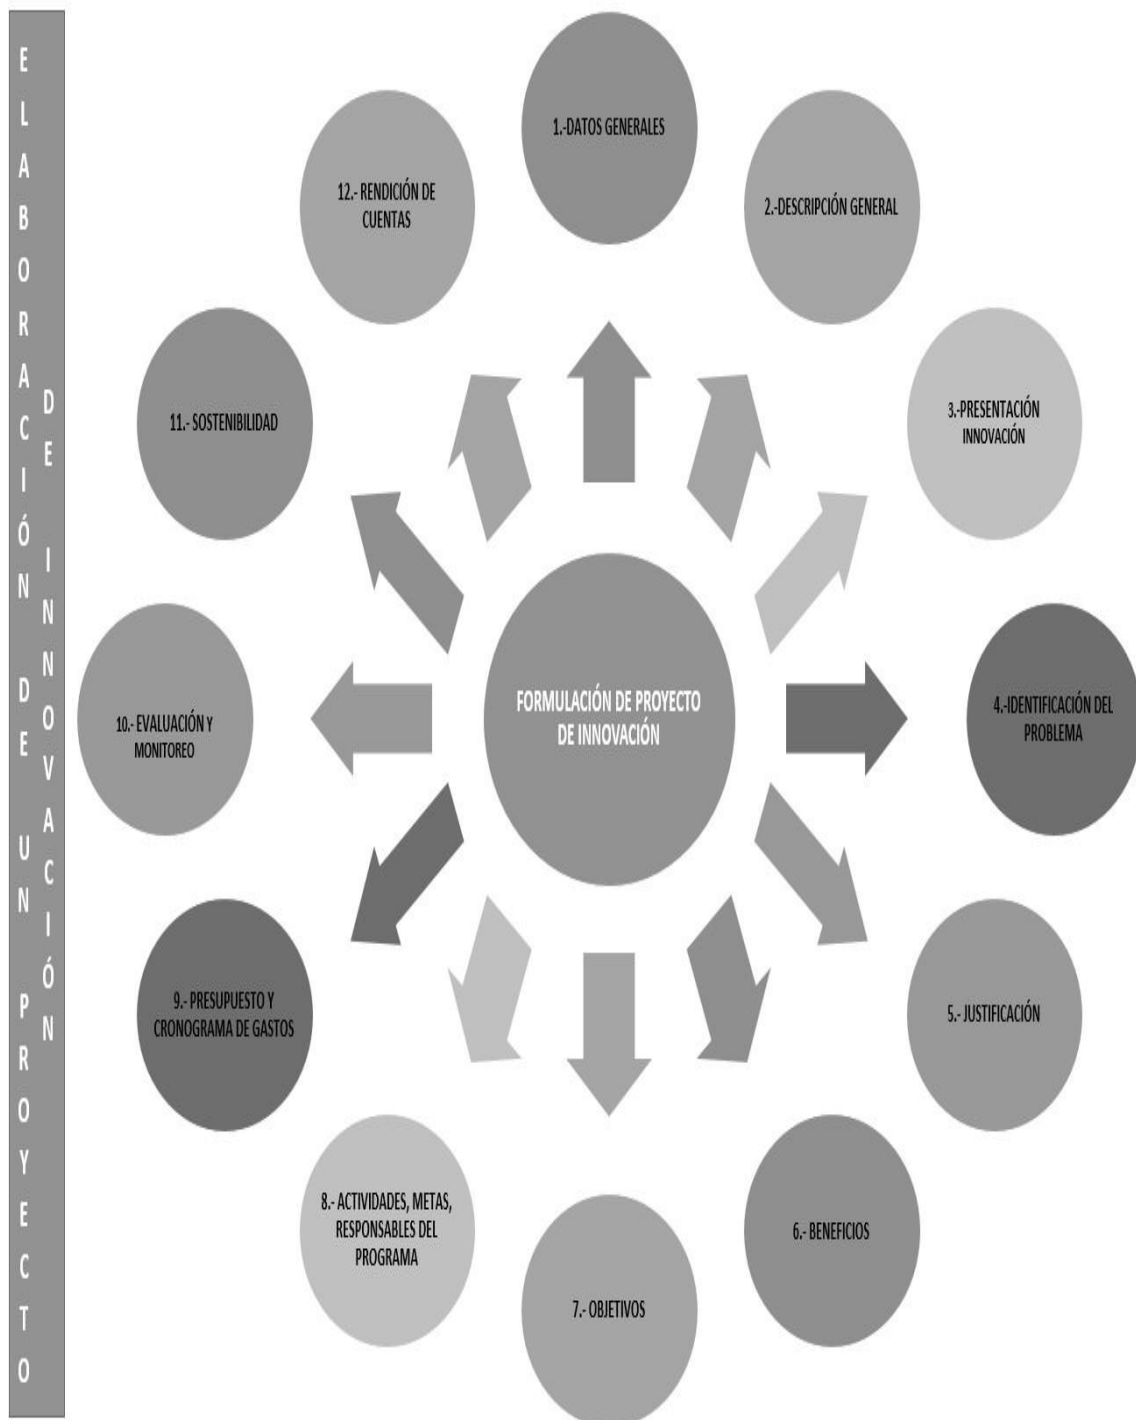 ELABORACIÓN DE UN PROYECTO
DE INNOVACIÓN
1.-DATOS GENERALES
2.-DESCRIPCIÓN GENERAL
3.-PRESENTACIÓN
INNOVACIÓN
4.-IDENTIFICACIÓN DEL
PROBLEMA
5.- JUSTIFICACIÓN
6.- BENEFICIOS
7.- OBJETIVOS
8.- ACTIVIDADES, METAS,
RESPONSABLES DEL
PROGRAMA
9.- PRESUPUESTO Y
CRONOGRAMA DE GASTOS
10.- EVALUACIÓN Y
MONITOREO
11.- SOSTENIBILIDAD
12.- RENDICIÓN DE
CUENTAS
FORMULACIÓN DE PROYECTO
DE INNOVACIÓN